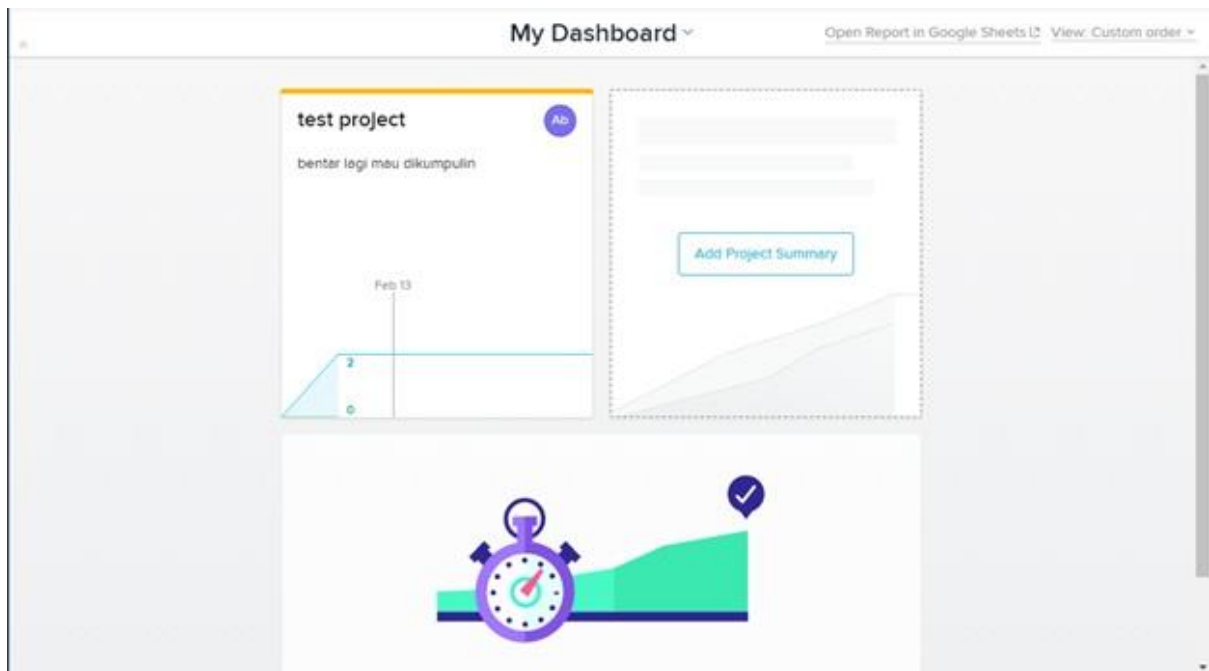 My Dashboard
Open Report in Google Sheets
View: Custom order
test project
Ab
bentar lagi mau dikumpulin
Add Project Summary
Feb 13
2
0